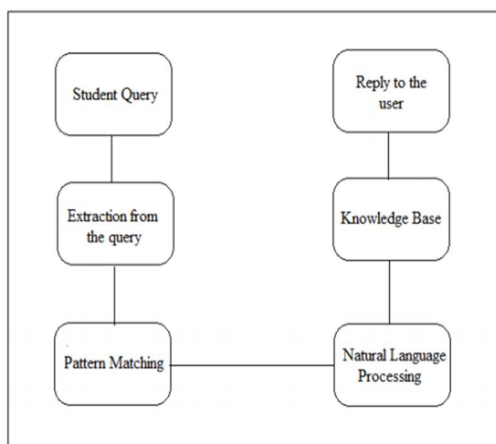 Student Query
Extraction from
the query
Pattern Matching
Natural Language
Processing
Knowledge Base
Reply to the
user